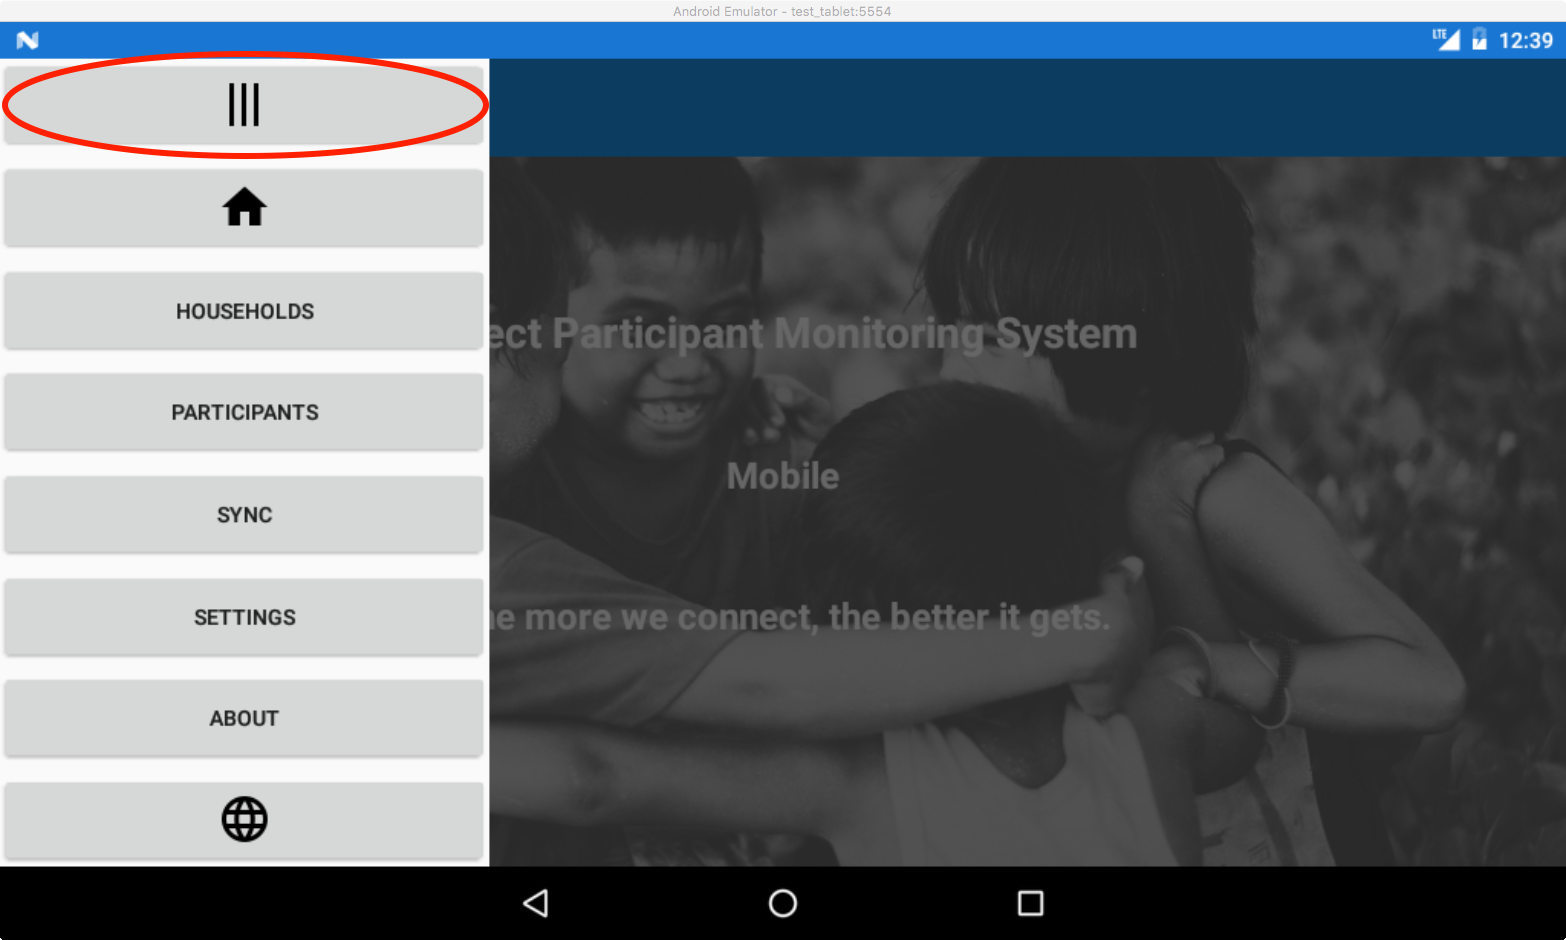 Android Emulator - test_tablet:5554
LTE 12:39
HOUSEHOLDS
PARTICIPANTS
SYNC
SETTINGS
ABOUT
ect Participant Monitoring System
Mobile
e more we connect, the better it gets.